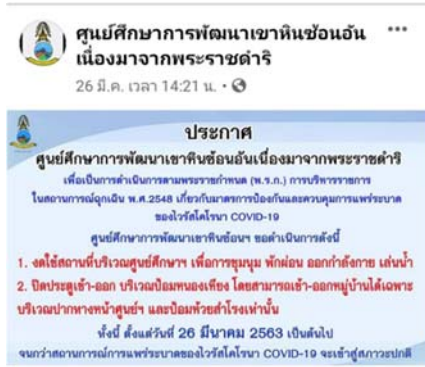 ศูนย์ศึกษาการพัฒนาเขาหินซ้อนอัน
เนื่องมาจากพระราชดำริ
26 มี.ค. เวลา 14:21 น. •
ประกาศ
ศูนย์ศึกษาการพัฒนาเขาหินซ้อนอันเนื่องมาจากพระราชดำริ
เพื่อเป็นการดำเนินการตามพระราชกำหนด (พ.ร.ก.) การบริหารราชการ
ในสถานการณ์ฉุกเฉิน พ.ศ.2548 เกี่ยวกับมาตรการป้องกันและควบคุมการแพร่ระบาด
ของไวรัสโคโรนา COVID-19
ศูนย์ศึกษาการพัฒนาเขาหินซ้อนฯ ขอดำเนินการดังนี้
1. งดใช้สถานที่บริเวณศูนย์ศึกษาฯ เพื่อการชุมนุม พักผ่อน ออกกำลังกาย เล่นน้ำ
2. ปิดประตูเข้า-ออก บริเวณป้อมหนองเทียง โดยสามารถเข้า-ออกหมู่บ้านได้เฉพาะ
บริเวณปากทางหน้าศูนย์ฯ และป้อมห้วยสำโรงเท่านั้น
ทั้งนี้ ตั้งแต่วันที่ 26 มีนาคม 2563 เป็นต้นไป
จนกว่าสถานการณ์การแพร่ระบาดของไวรัสโคโรนา COVID-19 จะเข้าสู่สภาวะปกติ